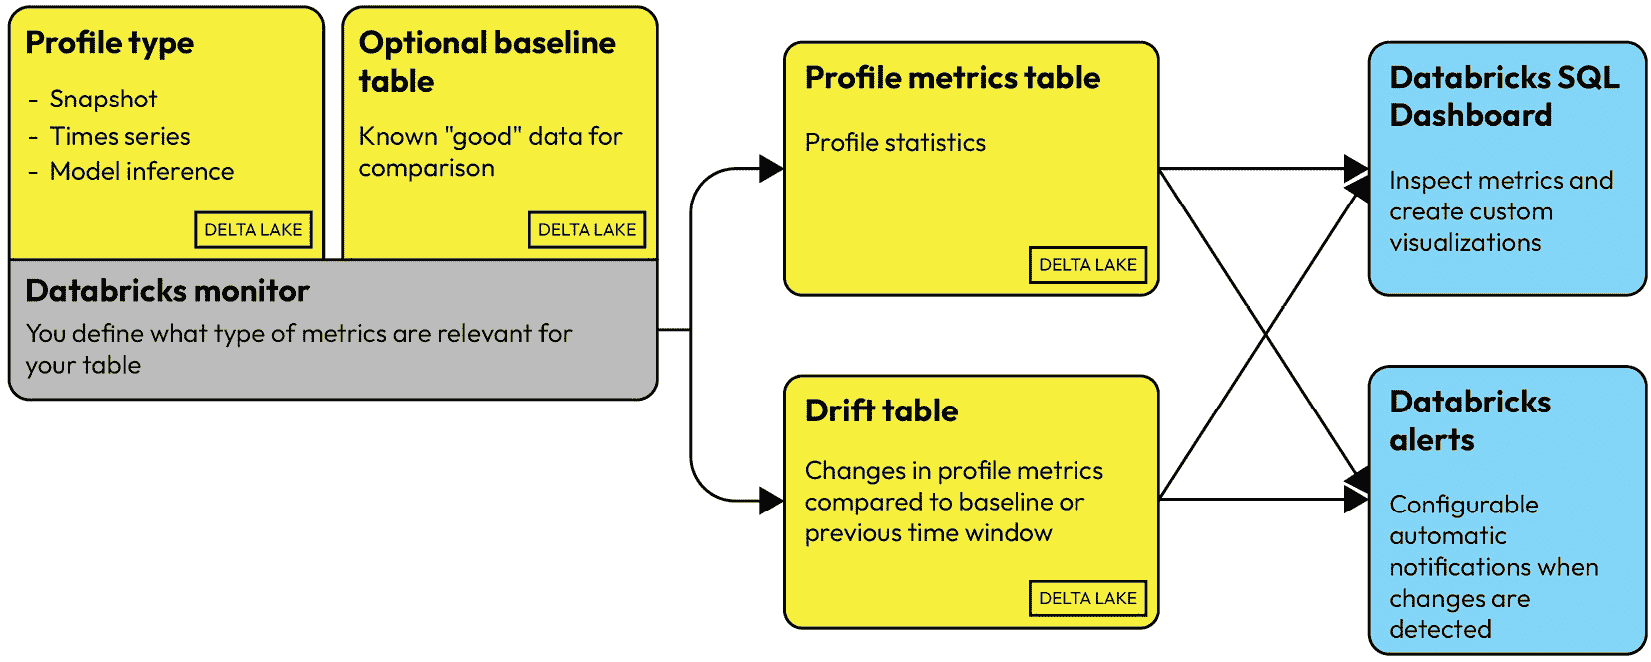 Profile type
- Snapshot
- Times series
- Model inference
DELTA LAKE
Optional baseline
table
Known "good" data for
comparison
DELTA LAKE
Databricks monitor
You define what type of metrics are relevant for
your table
Profile metrics table
Profile statistics
DELTA LAKE
Drift table
Changes in profile metrics
compared to baseline or
previous time window
DELTA LAKE
Databricks SQL
Dashboard
Inspect metrics and
create custom
visualizations
Databricks
alerts
Configurable
automatic
notifications when
changes are
detected